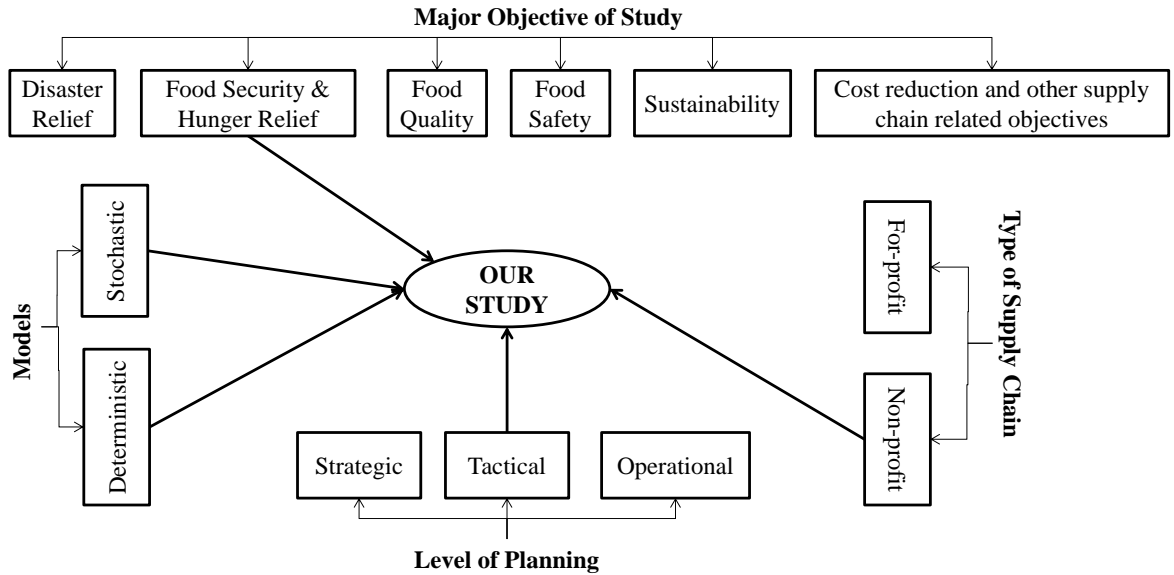 Major Objective of Study
Disaster
Relief
Food Security &
Hunger Relief
Food
Quality
Food
Safety
Sustainability
Cost reduction and other supply
chain related objectives
Models
Stochastic
Deterministic
OUR
STUDY
For-profit
Non-profit
Type of Supply Chain
Strategic
Tactical
Operational
Level of Planning